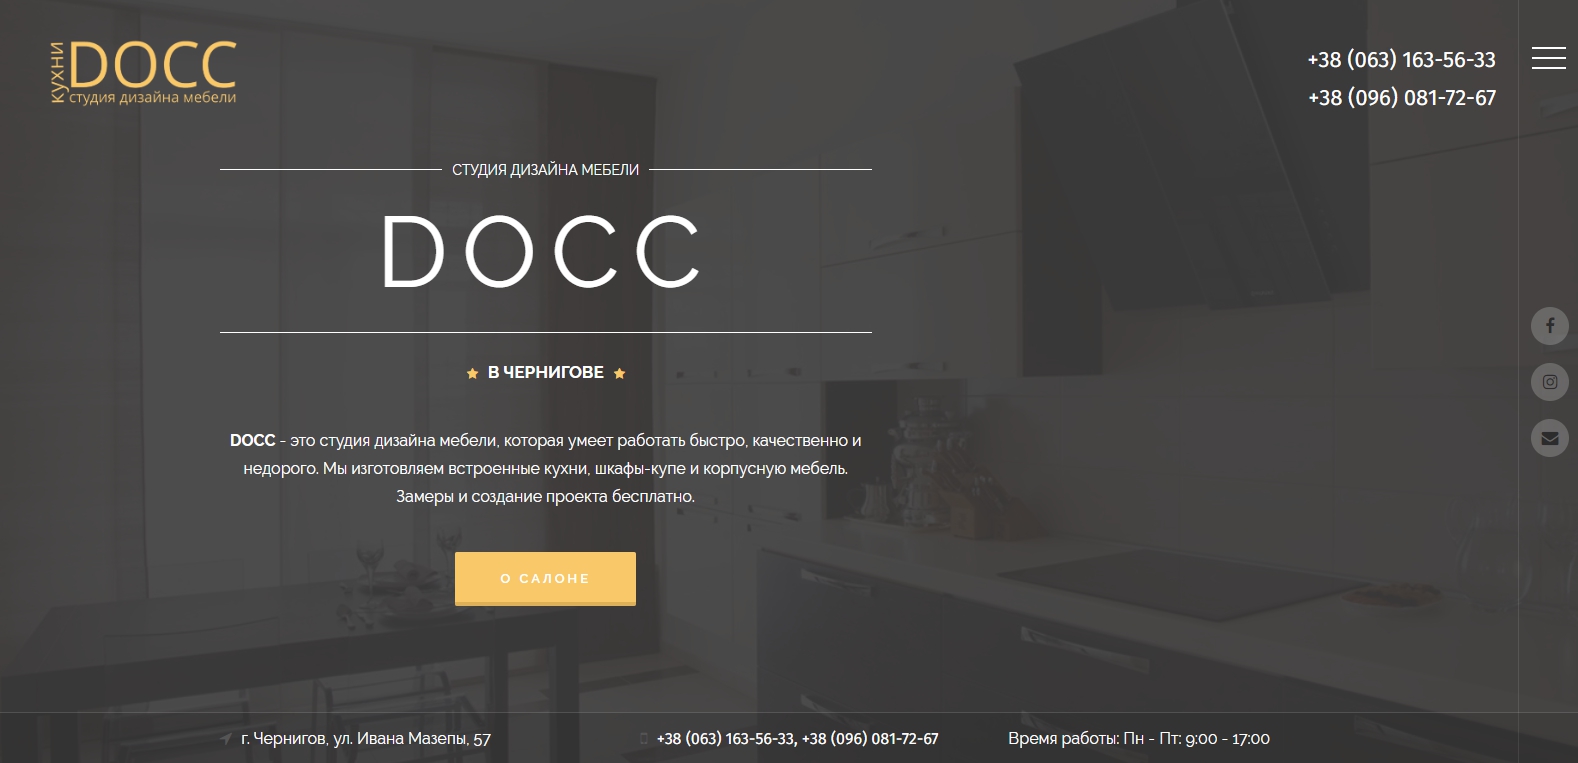 КУХНИ
DOCC
студия дизайна мебели
+38 (063) 163-56-33
+38 (096) 081-72-67
СТУДИЯ ДИЗАЙНА МЕБЕЛИ
DOCC
В ЧЕРНИГОВЕ
DOCC - это студия дизайна мебели, которая умеет работать быстро, качественно и
недорого. Мы изготовляем встроенные кухни, шкафы-купе и корпусную мебель.
Замеры и создание проекта бесплатно.
О САЛОНЕ
г. Чернигов, ул. Ивана Мазепы, 57
+38 (063) 163-56-33, +38 (096) 081-72-67
Время работы: Пн - Пт: 9:00 - 17:00